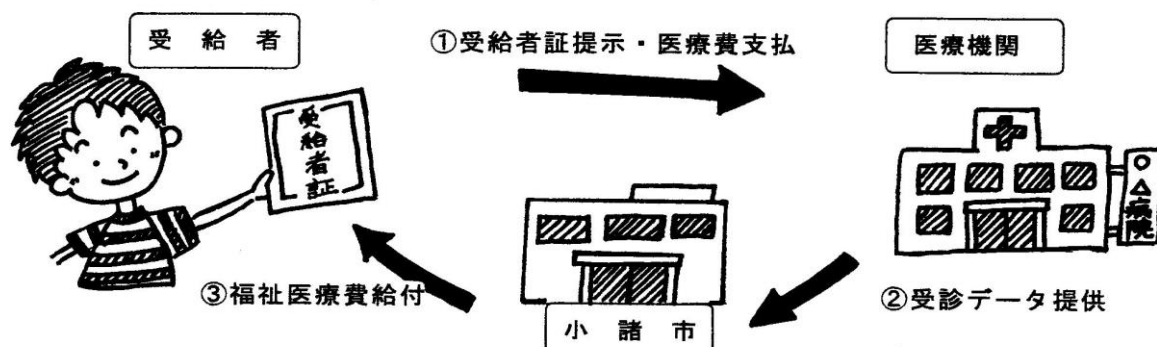 受給者
①受給者証提示・医療費支払
医療機関
受給者証
○△病院
③福祉医療費給付
②受診データ提供
小諸市